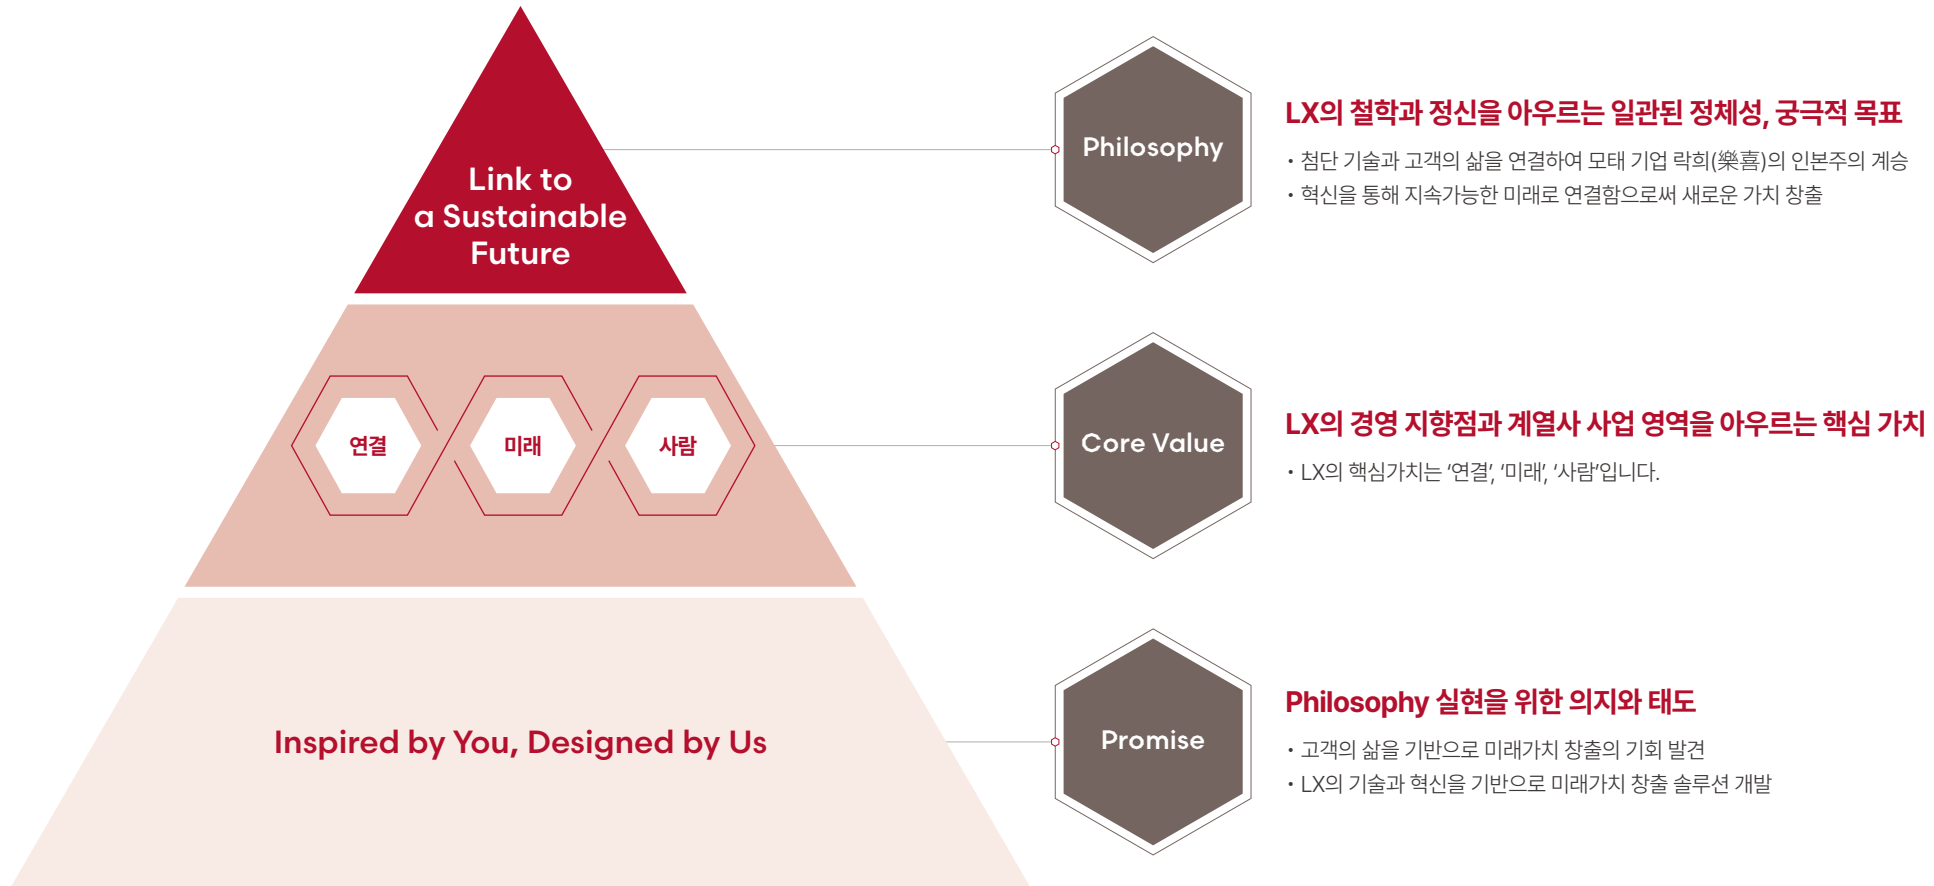 Link to
a Sustainable
Future
Philosophy
LX의 철학과 정신을 아우르는 일관된 정체성, 궁극적 목표
• 첨단 기술과 고객의 삶을 연결하여 모태 기업 락희(樂喜)의 인본주의 계승
• 혁신을 통해 지속가능한 미래로 연결함으로써 새로운 가치 창출
연결
미래
사람
Core Value
LX의 경영 지향점과 계열사 사업 영역을 아우르는 핵심 가치
• LX의 핵심가치는 ‘연결’, ‘미래’, ‘사람’입니다.
Inspired by You, Designed by Us
Promise
Philosophy 실현을 위한 의지와 태도
• 고객의 삶을 기반으로 미래가치 창출의 기회 발견
• LX의 기술과 혁신을 기반으로 미래가치 창출 솔루션 개발